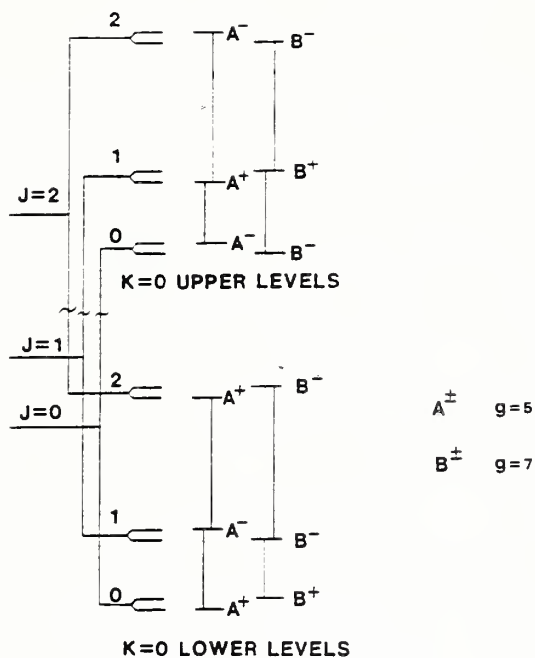 2 A⁻ B⁻
1 A⁺ B⁺
J=2
0 A⁻ B⁻
K=0 UPPER LEVELS
J=1
2 A⁺ B⁻
A± g=5
J=0
B± g=7
1 A⁻ B⁻
0 A⁺ B⁺
K=0 LOWER LEVELS